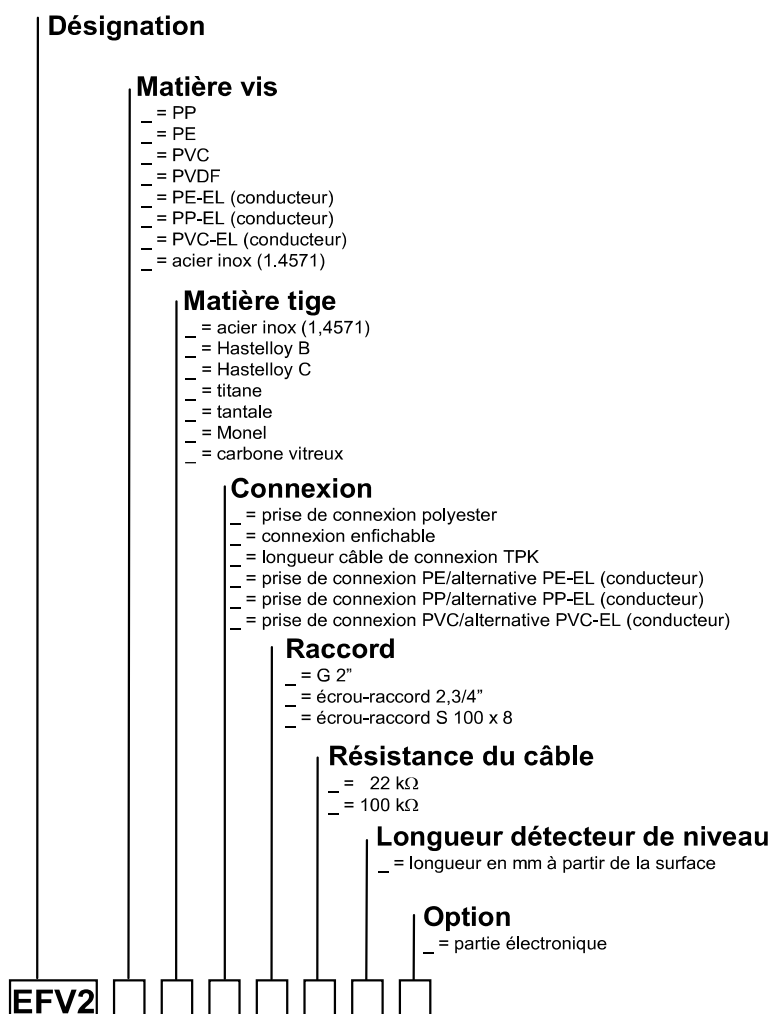 Désignation
Matière vis
_ = PP
_ = PE
_ = PVC
_ = PVDF
_ = PE-EL (conducteur)
_ = PP-EL (conducteur)
_ = PVC-EL (conducteur)
_ = acier inox (1.4571)
Matière tige
_ = acier inox (1,4571)
_ = Hastelloy B
_ = Hastelloy C
_ = titane
_ = tantale
_ = Monel
_ = carbone vitreux
Connexion
_ = prise de connexion polyester
_ = connexion enfichable
_ = longueur câble de connexion TPK
_ = prise de connexion PE/alternative PE-EL (conducteur)
_ = prise de connexion PP/alternative PP-EL (conducteur)
_ = prise de connexion PVC/alternative PVC-EL (conducteur)
Raccord
_ = G 2”
_ = écrou-raccord 2,3/4”
_ = écrou-raccord S 100 x 8
Résistance du câble
_ = 22 kΩ
_ = 100 kΩ
Longueur détecteur de niveau
_ = longueur en mm à partir de la surface
Option
_ = partie électronique
EFV2